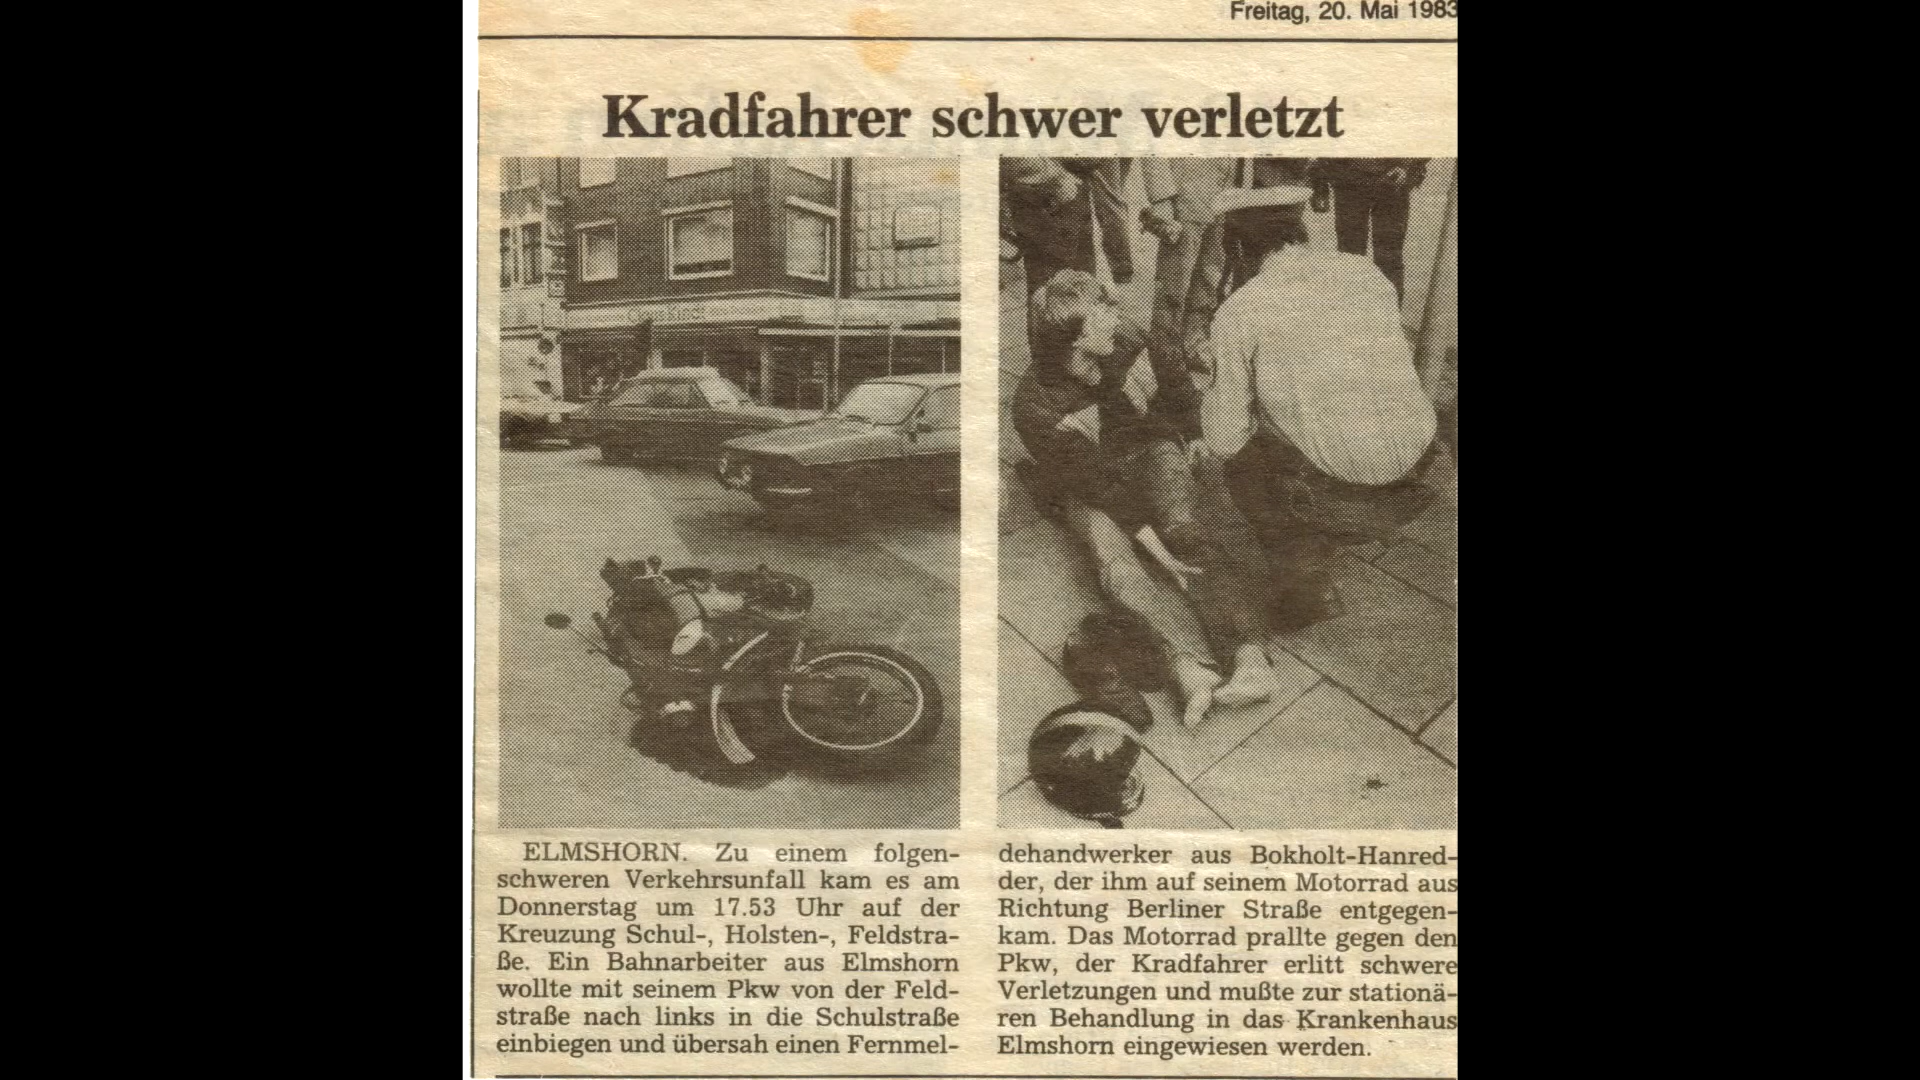 Freitag, 20. Mai 1983
Kradfahrer schwer verletzt
Kindt
ELMSHORN. Zu einem folgen-
schweren Verkehrsunfall kam es am
Donnerstag um 17.53 Uhr auf der
Kreuzung Schul-, Holsten-, Feldstra-
ße. Ein Bahnarbeiter aus Elmshorn
wollte mit seinem Pkw von der Feld-
straße nach links in die Schulstraße
einbiegen und übersah einen Fernmel-
dehandwerker aus Bokholt-Hanred-
der, der ihm auf seinem Motorrad aus
Richtung Berliner Straße entgegen-
kam. Das Motorrad prallte gegen den
Pkw, der Kradfahrer erlitt schwere
Verletzungen und mußte zur stationä-
ren Behandlung in das Krankenhaus
Elmshorn eingewiesen werden.